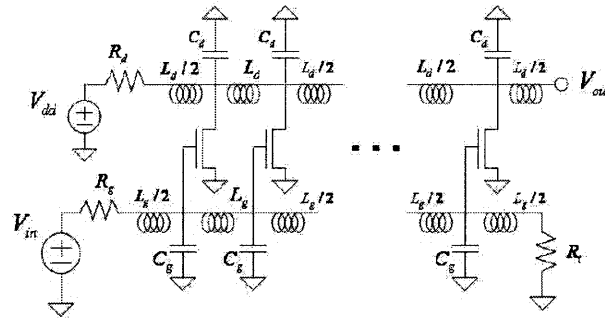 C_d C_d C_d
R_d L_d/2 L_d L_d/2 L_d/2 L_d/2
V_dd V_out
R_g L_g/2 L_g L_g/2 L_g/2 L_g/2
V_in
C_g C_g C_g R_t